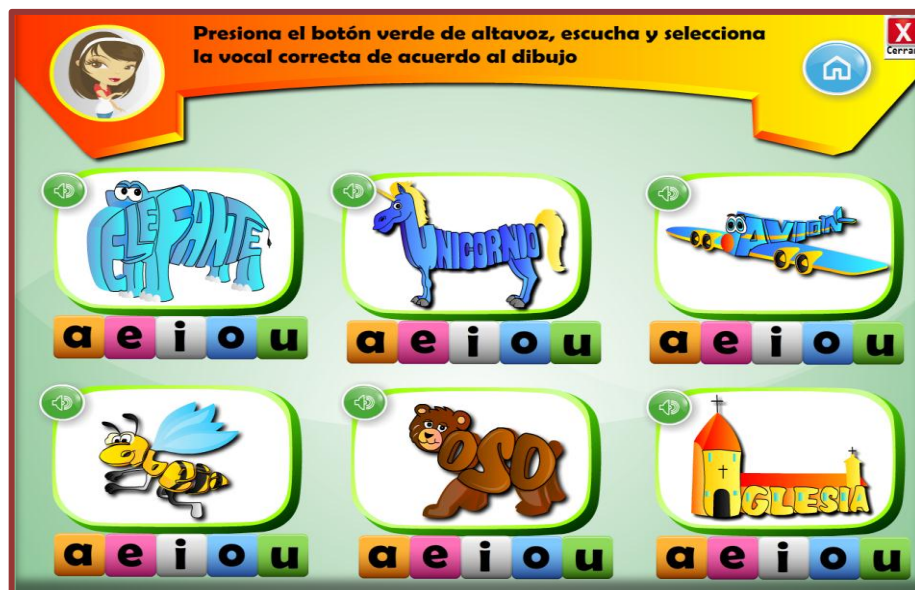 Presiona el botón verde de altavoz, escucha y selecciona
la vocal correcta de acuerdo al dibujo
X
Cerrar
ELEFANTE
UNICORNIO
AVION
a e i o u
a e i o u
a e i o u
abeja
OSO
IGLESIA
a e i o u
a e i o u
a e i o u